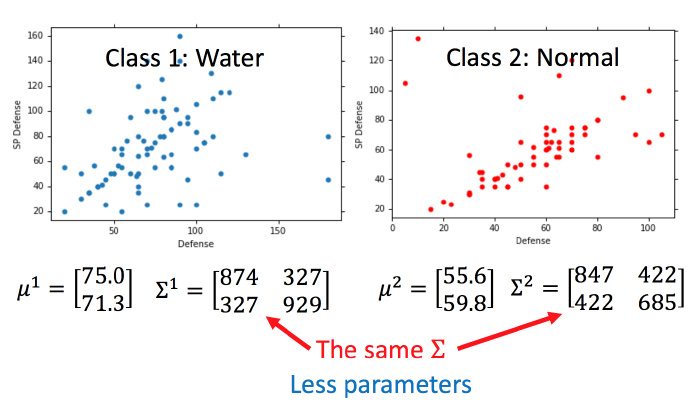 Class 1: Water
160
140
120
100
80
60
40
20
SP Defense
50
100
150
Defense
Class 2: Normal
140
120
100
80
60
40
20
SP Defense
0
20
40
60
80
100
Defense
μ¹ = [75.0 71.3] Σ¹ = [874 327 327 929]
μ² = [55.6 59.8] Σ² = [847 422 422 685]
The same Σ
Less parameters